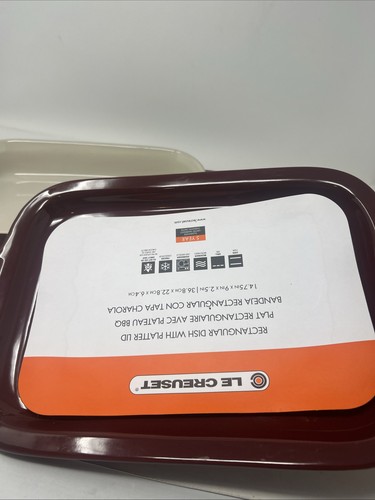 LE CREUSET®
RECTANGULAR DISH WITH PLATTER LID
PLAT RECTANGULAIRE AVEC PLATEAU BBQ
BANDEJA RECTANGULAR CON TAPA CHAROLA
14.75IN x 9IN x 2.5IN | 36.8CM x 22.8CM x 6.4CM